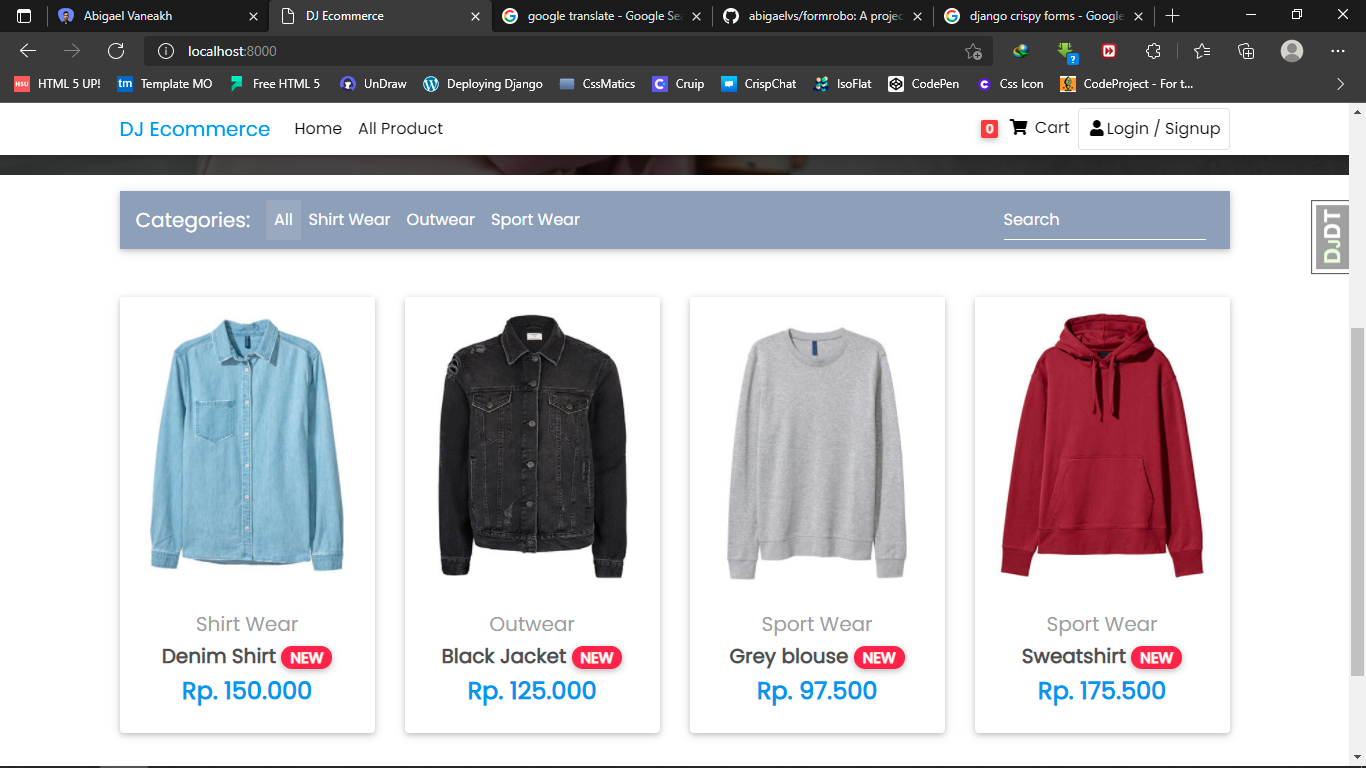 Abigael Vaneakh
DJ Ecommerce
google translate - Google Sea
abigaelvs/formrobo: A projec
django crispy forms - Google
localhost:8000
HSU HTML 5 UP!
tm Template MO
Free HTML 5
UnDraw
Deploying Django
CssMatics
Cruip
CrispChat
IsoFlat
CodePen
Css Icon
CodeProject - For t...
DJ Ecommerce Home All Product 0 Cart Login / Signup
Categories: All Shirt Wear Outwear Sport Wear Search
DJDT
Shirt Wear
Denim Shirt NEW
Rp. 150.000
Outwear
Black Jacket NEW
Rp. 125.000
Sport Wear
Grey blouse NEW
Rp. 97.500
Sport Wear
Sweatshirt NEW
Rp. 175.500